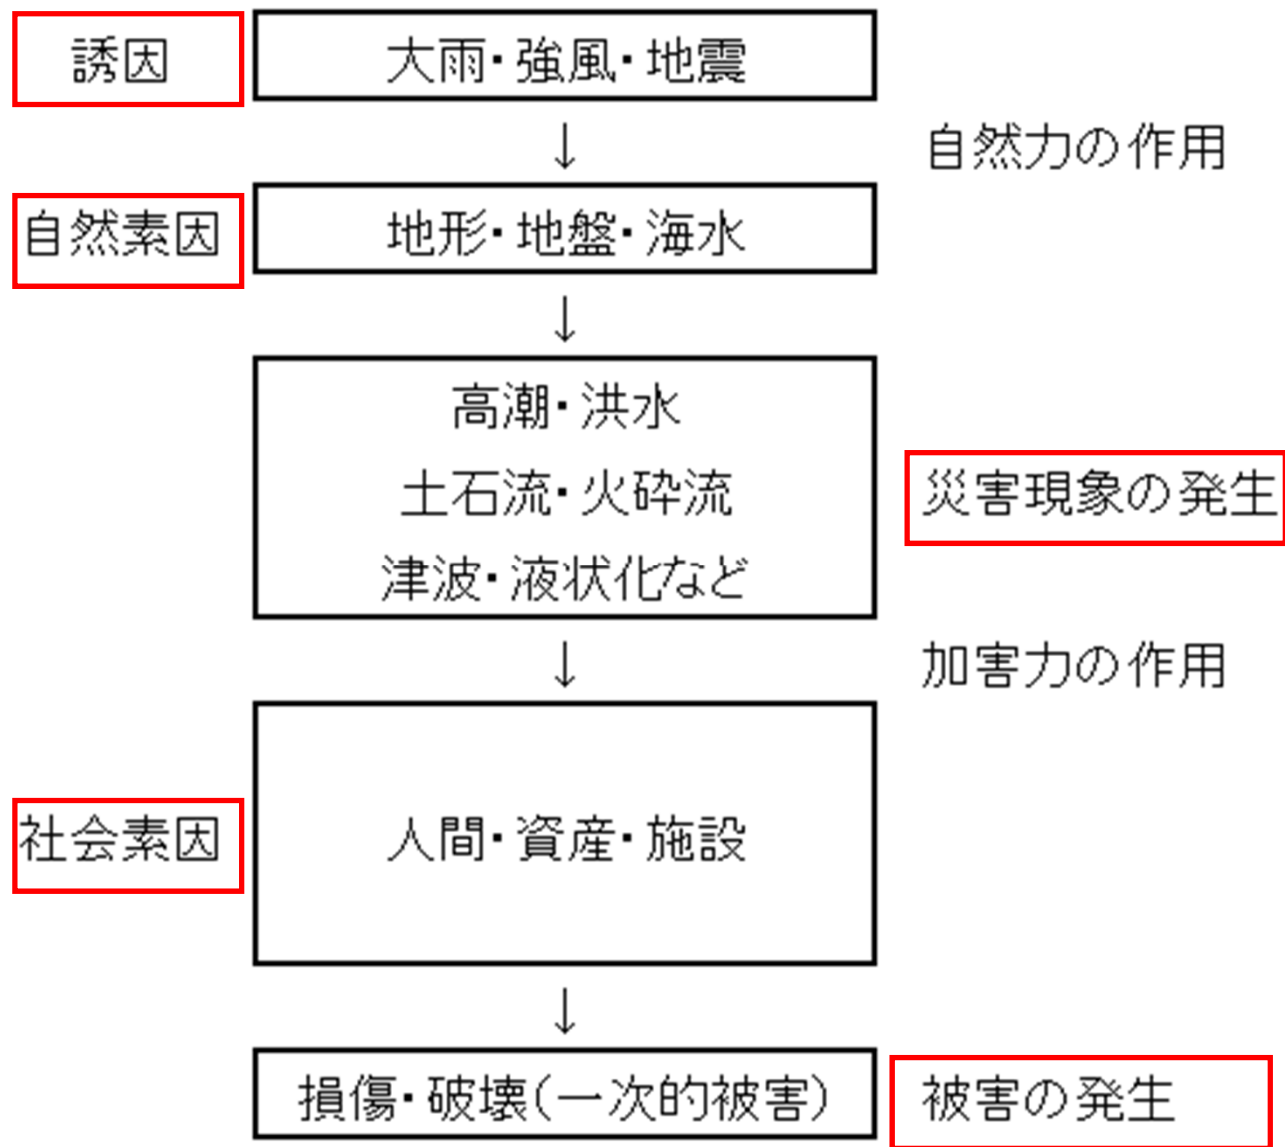 誘因
大雨・強風・地震
↓
自然力の作用
自然素因
地形・地盤・海水
↓
高潮・洪水
土石流・火砕流
災害現象の発生
津波・液状化など
↓
加害力の作用
社会素因
人間・資産・施設
↓
損傷・破壊(一次的被害)
被害の発生